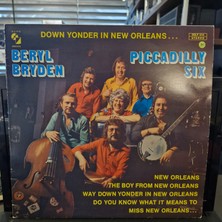 DOWN YONDER IN NEW ORLEANS...
BERYL
BRYDEN
PICCADILLY
SIX
NEW ORLEANS
THE BOY FROM NEW ORLEANS
WAY DOWN YONDER IN NEW ORLEANS
DO YOU KNOW WHAT IT MEANS TO
MISS NEW ORLEANS...